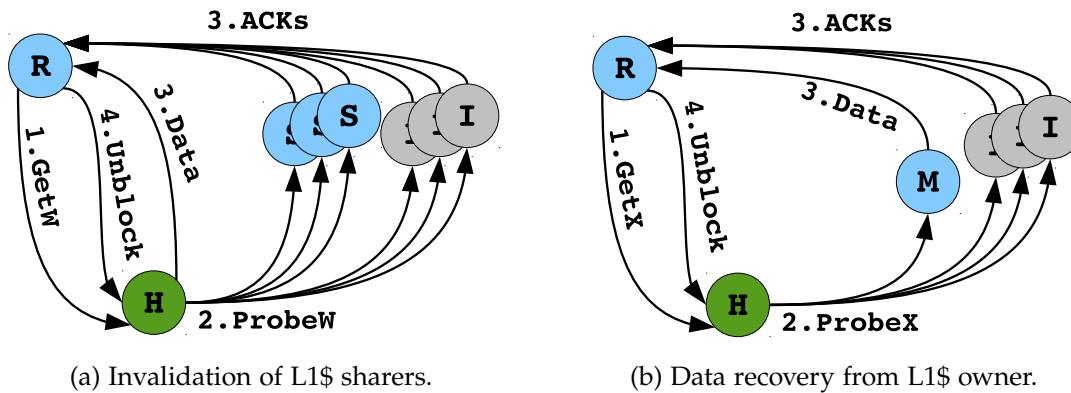 3.ACKs
R
3.Data
1.GetW
4.Unblock
S
S
S
I
I
I
H
2.ProbeW
(a) Invalidation of L1$ sharers.
3.ACKs
R
3.Data
1.GetX
4.Unblock
M
I
I
I
H
2.ProbeX
(b) Data recovery from L1$ owner.